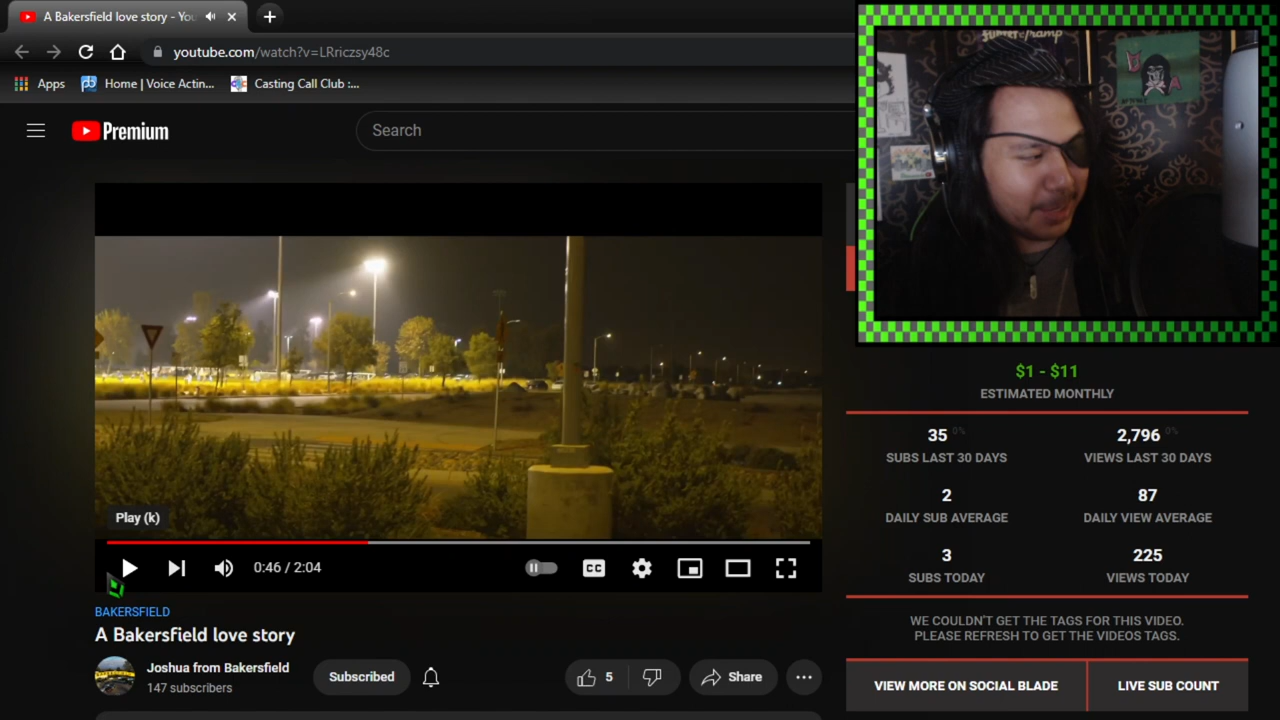 A Bakersfield love story - You
youtube.com/watch?v=LRriczsy48c
Apps
Home | Voice Actin...
Casting Call Club :...
Premium
Search
Play (k)
0:46 / 2:04
CC
BAKERSFIELD
A Bakersfield love story
Joshua from Bakersfield
147 subscribers
Subscribed
5
Share
$1 - $11
ESTIMATED MONTHLY
35 0%
2,796 0%
SUBS LAST 30 DAYS
VIEWS LAST 30 DAYS
2
87
DAILY SUB AVERAGE
DAILY VIEW AVERAGE
3
225
SUBS TODAY
VIEWS TODAY
WE COULDN'T GET THE TAGS FOR THIS VIDEO.
PLEASE REFRESH TO GET THE VIDEOS TAGS.
VIEW MORE ON SOCIAL BLADE
LIVE SUB COUNT